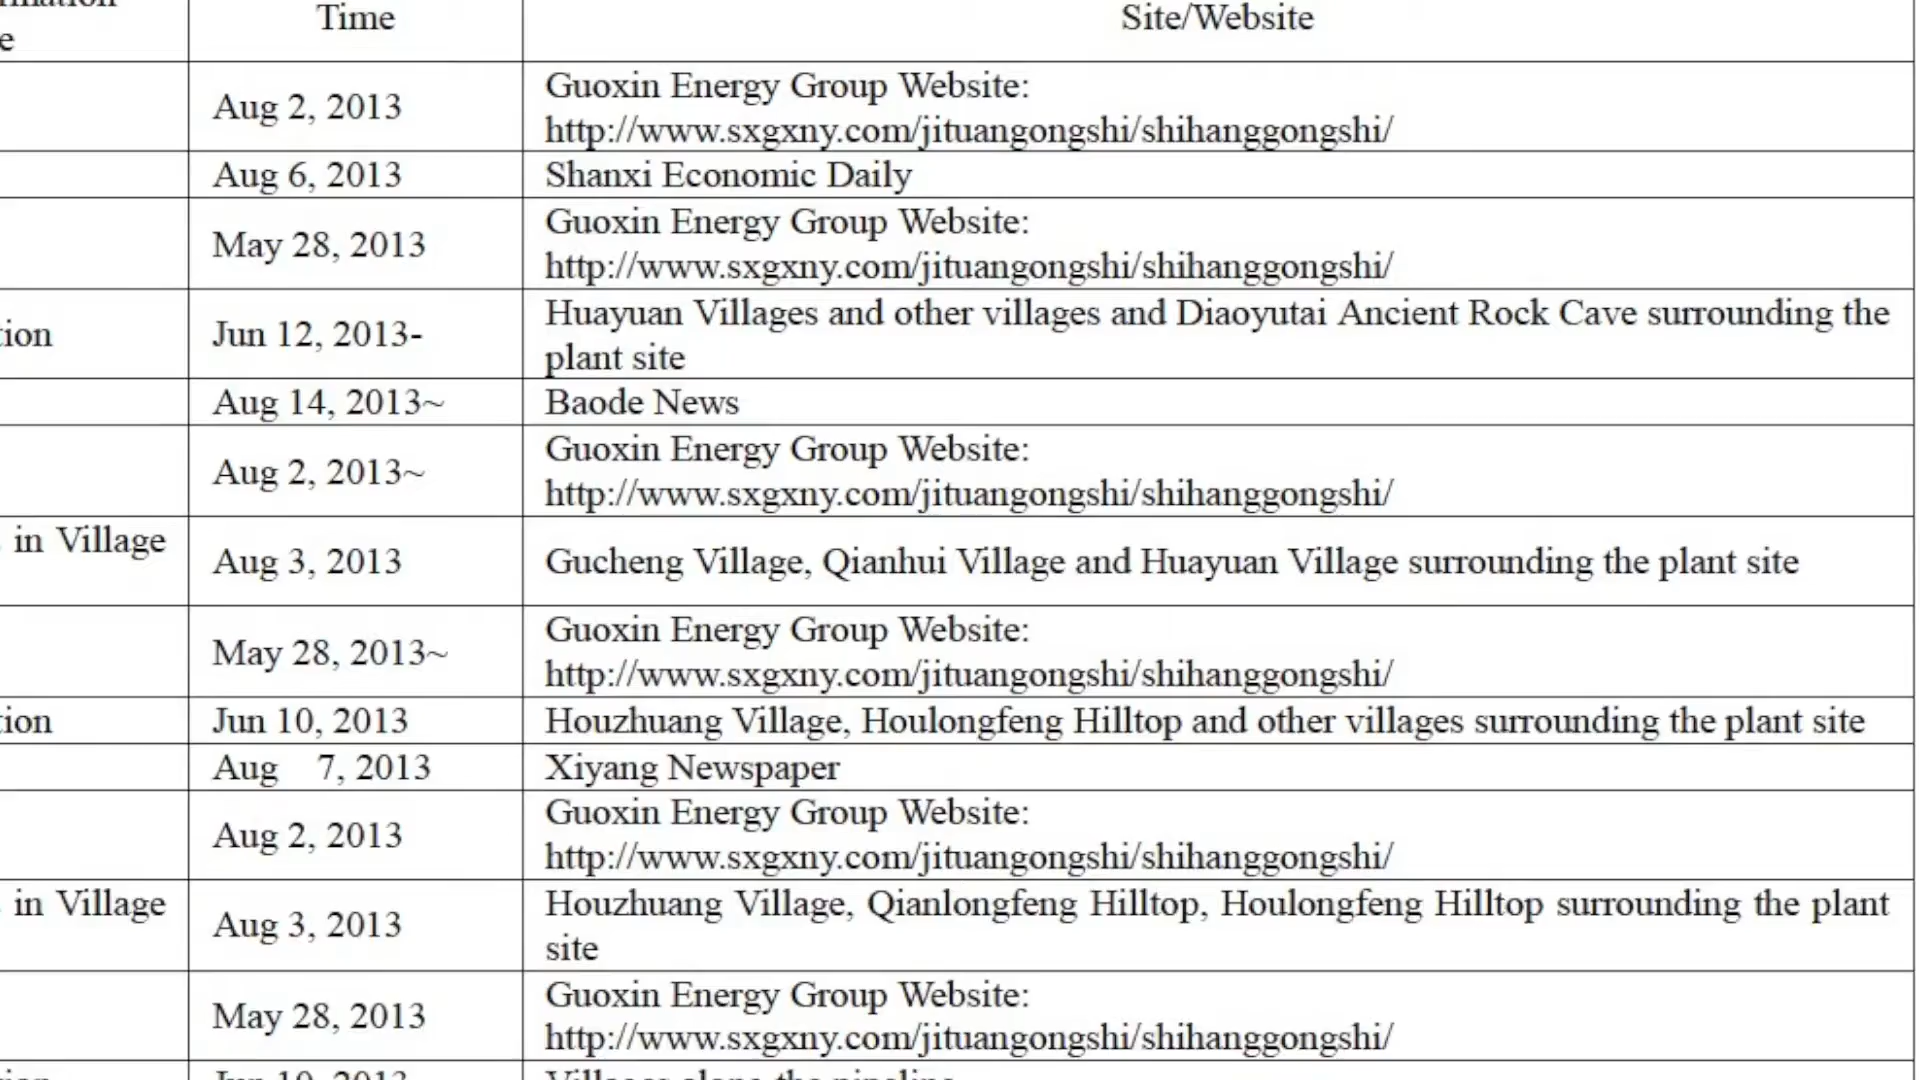 Time Site/Website
e
Aug 2, 2013 Guoxin Energy Group Website:
http://www.sxgxny.com/jituangongshi/shihanggongshi/
Aug 6, 2013 Shanxi Economic Daily
May 28, 2013 Guoxin Energy Group Website:
http://www.sxgxny.com/jituangongshi/shihanggongshi/
tion Jun 12, 2013- Huayuan Villages and other villages and Diaoyutai Ancient Rock Cave surrounding the
plant site
Aug 14, 2013~ Baode News
Aug 2, 2013~ Guoxin Energy Group Website:
http://www.sxgxny.com/jituangongshi/shihanggongshi/
in Village Aug 3, 2013 Gucheng Village, Qianhui Village and Huayuan Village surrounding the plant site
May 28, 2013~ Guoxin Energy Group Website:
http://www.sxgxny.com/jituangongshi/shihanggongshi/
tion Jun 10, 2013 Houzhuang Village, Houlongfeng Hilltop and other villages surrounding the plant site
Aug 7, 2013 Xiyang Newspaper
Aug 2, 2013 Guoxin Energy Group Website:
http://www.sxgxny.com/jituangongshi/shihanggongshi/
in Village Aug 3, 2013 Houzhuang Village, Qianlongfeng Hilltop, Houlongfeng Hilltop surrounding the plant
site
May 28, 2013 Guoxin Energy Group Website:
http://www.sxgxny.com/jituangongshi/shihanggongshi/
Villages along the pipeline